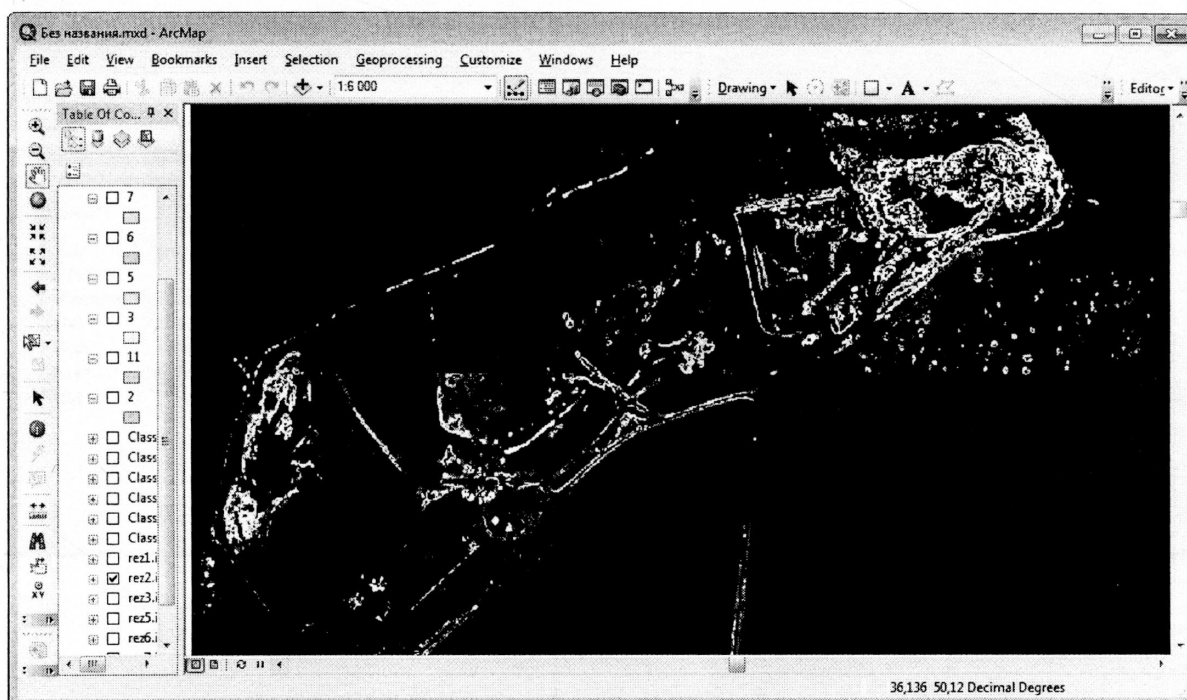 Без названия.mxd - ArcMap
File Edit View Bookmarks Insert Selection Geoprocessing Customize Windows Help
1:6 000 Drawing A Editor
Table Of Co...
7
6
5
3
11
2
Class
Class
Class
Class
Class
Class
rez1.i
rez2.i
rez3.i
rez5.i
rez6.i
XY
36,136 50,12 Decimal Degrees